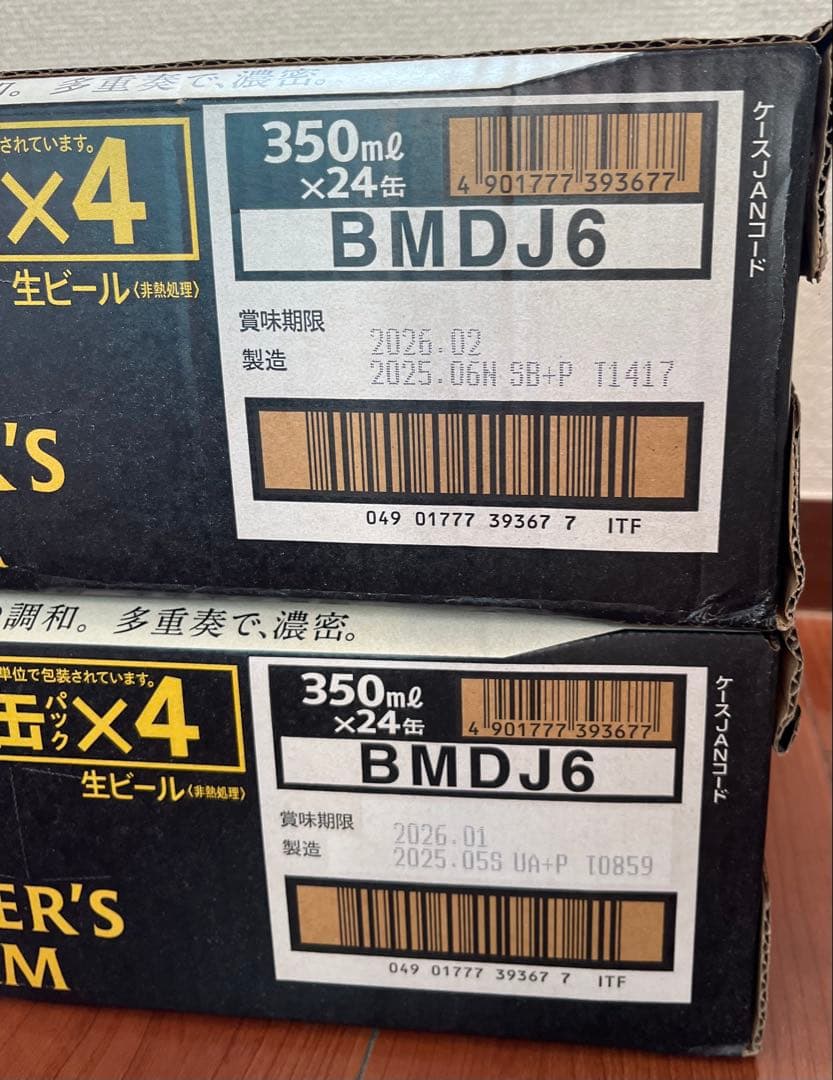 多重奏で、濃密。
されています。
×4
生ビール〈非熱処理〉
'S
350mℓ
×24缶
4 901777 393677
BMDJ6
ケースJANコード
賞味期限 2026.02
製造 2025.06N SB+P T1417
049 01777 39367 7 ITF
調和。 多重奏で、濃密。
単位で包装されています。
缶パック×4
生ビール〈非熱処理〉
ER'S
M
350mℓ
×24缶
4 901777 393677
BMDJ6
ケースJANコード
賞味期限 2026.01
製造 2025.05S UA+P T0859
049 01777 39367 7 ITF